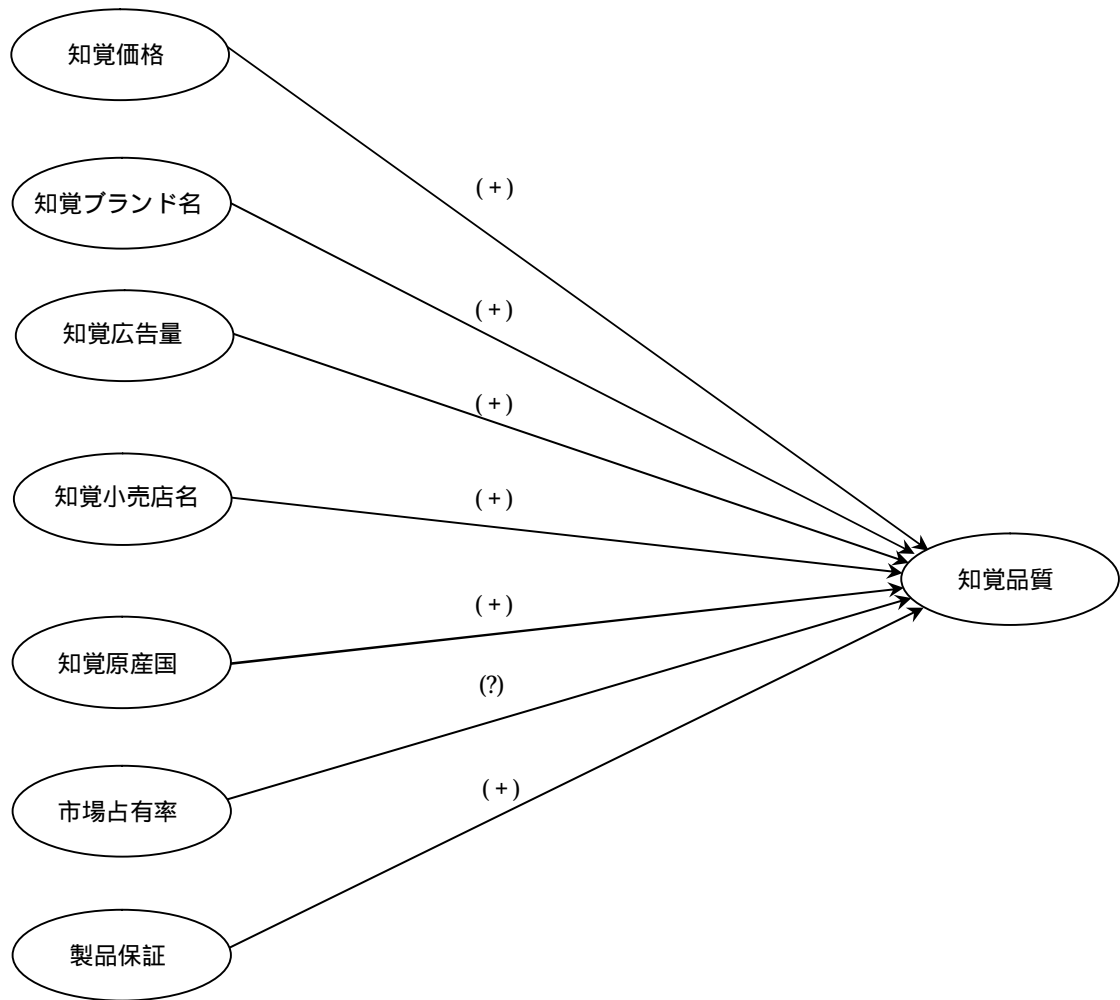 知覚価格
(+)
知覚ブランド名
(+)
知覚広告量
(+)
知覚小売店名
(+)
知覚品質
(+)
知覚原産国
(?)
市場占有率
(+)
製品保証